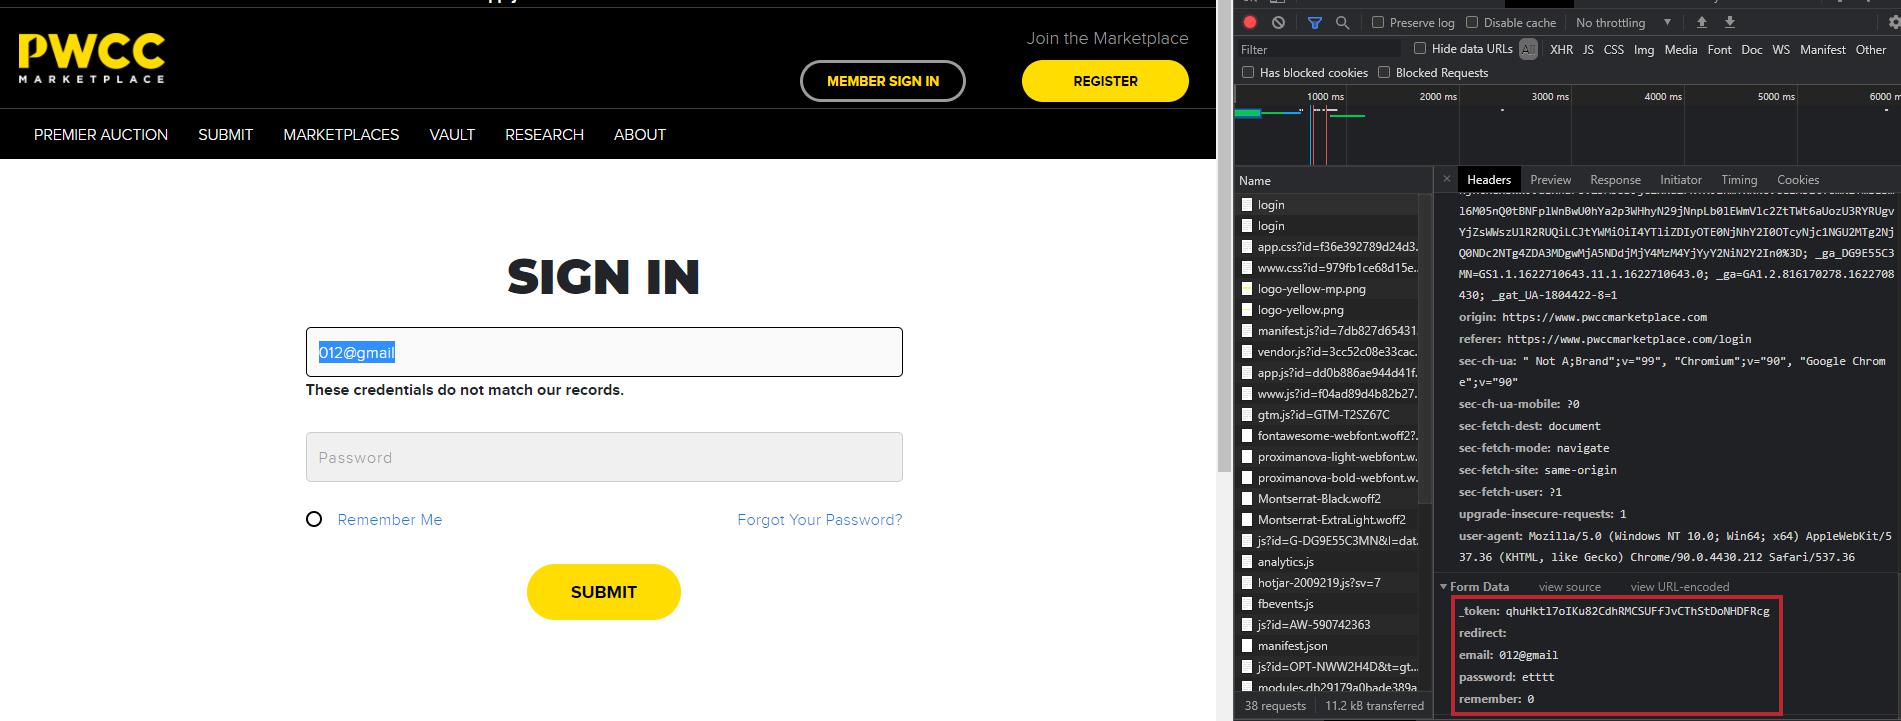 PWCC
MARKETPLACE
Join the Marketplace
MEMBER SIGN IN
REGISTER
PREMIER AUCTION SUBMIT MARKETPLACES VAULT RESEARCH ABOUT
SIGN IN
012@gmail
These credentials do not match our records.
Password
Remember Me Forgot Your Password?
SUBMIT
Preserve log Disable cache No throttling
Filter Hide data URLs All XHR JS CSS Img Media Font Doc WS Manifest Other
Has blocked cookies Blocked Requests
1000 ms 2000 ms 3000 ms 4000 ms 5000 ms 6000 m
Name
login
login
app.css?id=f36e392789d24d3.
www.css?id=979fb1ce68d15e.
logo-yellow-mp.png
logo-yellow.png
manifest.js?id=7db827d65431.
vendor.js?id=3cc52c08e33cac.
app.js?id=dd0b886ae944d41f.
www.js?id=f04ad89d4b82b27.
gtm.js?id=GTM-T2SZ67C
fontawesome-webfont.woff2?.
proximanova-light-webfont.w.
proximanova-bold-webfont.w.
Montserrat-Black.woff2
Montserrat-ExtraLight.woff2
js?id=G-DG9E55C3MN&l=dat.
analytics.js
hotjar-2009219.js?sv=7
fbevents.js
js?id=AW-590742363
manifest.json
js?id=OPT-NWW2H4D&t=gt...
modules.db29179a0bade389a
38 requests 11.2 kB transferred
× Headers Preview Response Initiator Timing Cookies
l6M05nQ0tBNFplWnBwU0hYa2p3WHhyN29jNnpLb0lEWmVlc2ZtTWt6aUozU3RYRUgv
YjZsWWszUlR2RUQiLCJtYWMiOiI4YTliZDIyOTE0NjNhY2I0OTcyNjc1NGU2MTg2Nj
Q0NDc2NTg4ZDA3MDgwMjA5NDdjMjY4MzM4YjYyY2NiN2Y2In0%3D; _ga_DG9E55C3
MN=GS1.1.1622710643.11.1.1622710643.0; _ga=GA1.2.816170278.1622708
430; _gat_UA-1804422-8=1
origin: https://www.pwccmarketplace.com
referer: https://www.pwccmarketplace.com/login
sec-ch-ua: " Not A;Brand";v="99", "Chromium";v="90", "Google Chrom
e";v="90"
sec-ch-ua-mobile: ?0
sec-fetch-dest: document
sec-fetch-mode: navigate
sec-fetch-site: same-origin
sec-fetch-user: ?1
upgrade-insecure-requests: 1
user-agent: Mozilla/5.0 (Windows NT 10.0; Win64; x64) AppleWebKit/5
37.36 (KHTML, like Gecko) Chrome/90.0.4430.212 Safari/537.36
Form Data view source view URL-encoded
_token: qhuHktl7oIKu82CdhRMCSUFfJvCThStDoNHDFRcg
redirect:
email: 012@gmail
password: etttt
remember: 0